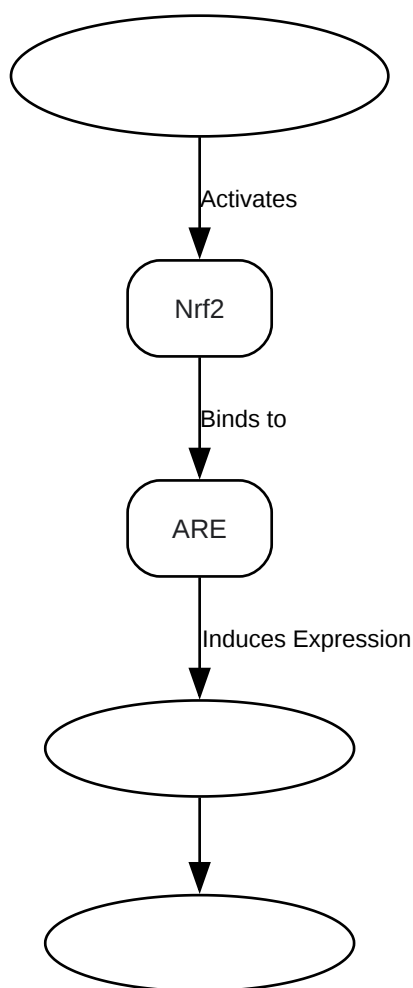 Activates
Nrf2
Binds to
ARE
Induces Expression